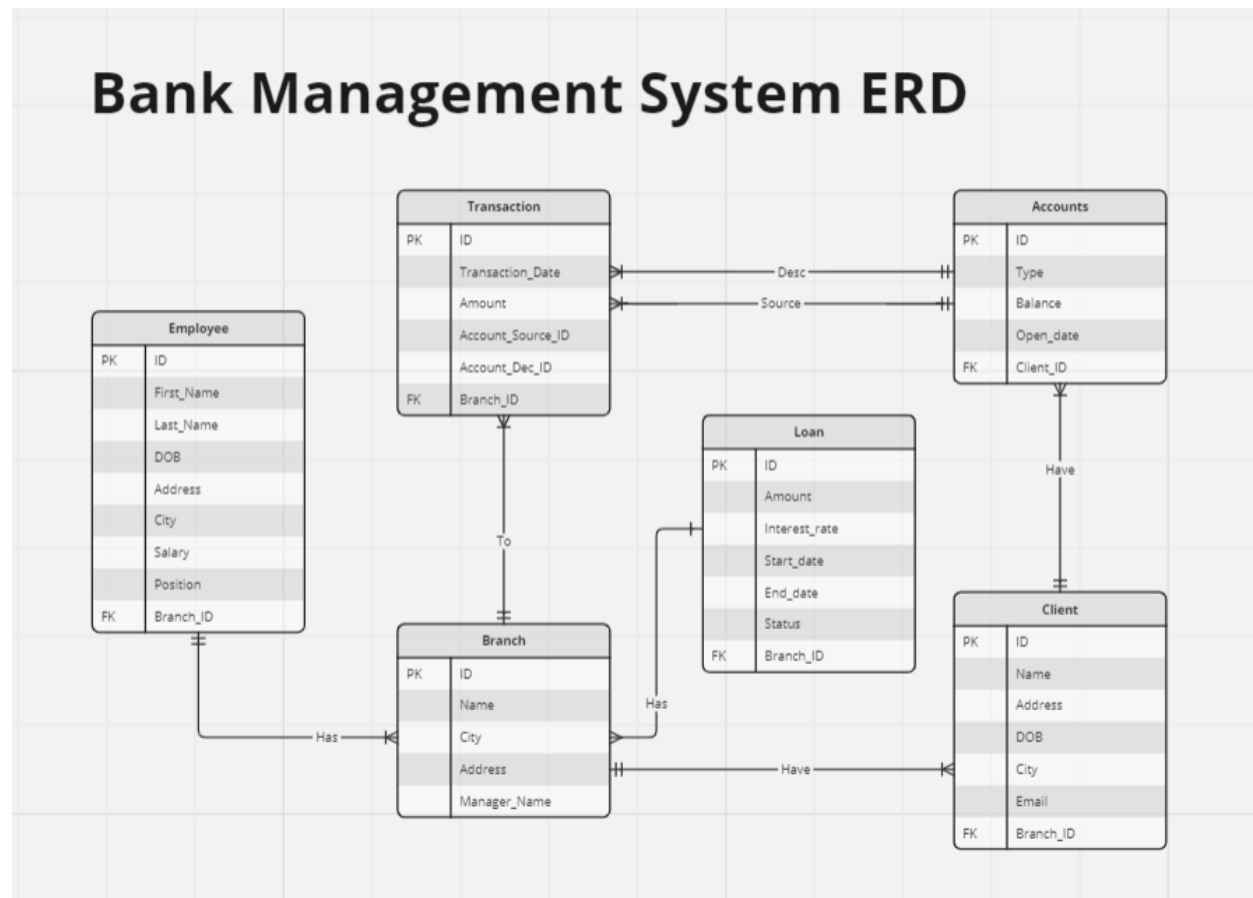 Bank Management System ERD
Transaction
PK ID
Transaction_Date
Amount
Account_Source_ID
Account_Dec_ID
FK Branch_ID
Accounts
PK ID
Type
Balance
Open_date
FK Client_ID
Desc
Source
Employee
PK ID
First_Name
Last_Name
DOB
Address
City
Salary
Position
FK Branch_ID
Loan
PK ID
Amount
Interest_rate
Start_date
End_date
Status
FK Branch_ID
Have
To
Branch
PK ID
Name
City
Address
Manager_Name
Client
PK ID
Name
Address
DOB
City
Email
FK Branch_ID
Has
Has
Have